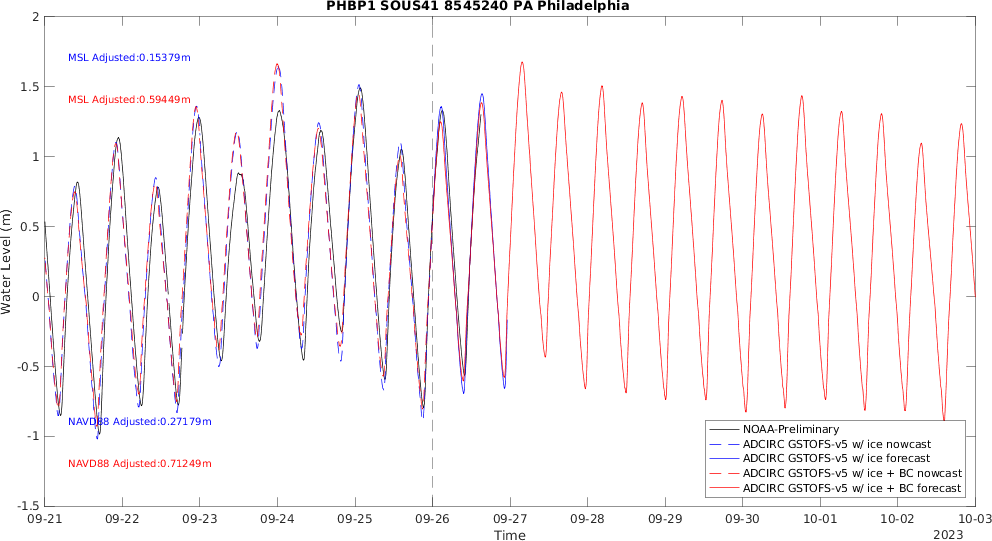 PHBP1 SOUS41 8545240 PA Philadelphia
2
1.5
1
0.5
0
-0.5
-1
-1.5
Water Level (m)
MSL Adjusted:0.15379m
MSL Adjusted:0.59449m
NAVD88 Adjusted:0.27179m
NAVD88 Adjusted:0.71249m
NOAA-Preliminary
ADCIRC GSTOFS-v5 w/ ice nowcast
ADCIRC GSTOFS-v5 w/ ice forecast
ADCIRC GSTOFS-v5 w/ ice + BC nowcast
ADCIRC GSTOFS-v5 w/ ice + BC forecast
09-21 09-22 09-23 09-24 09-25 09-26 09-27 09-28 09-29 09-30 10-01 10-02 10-03
Time
2023